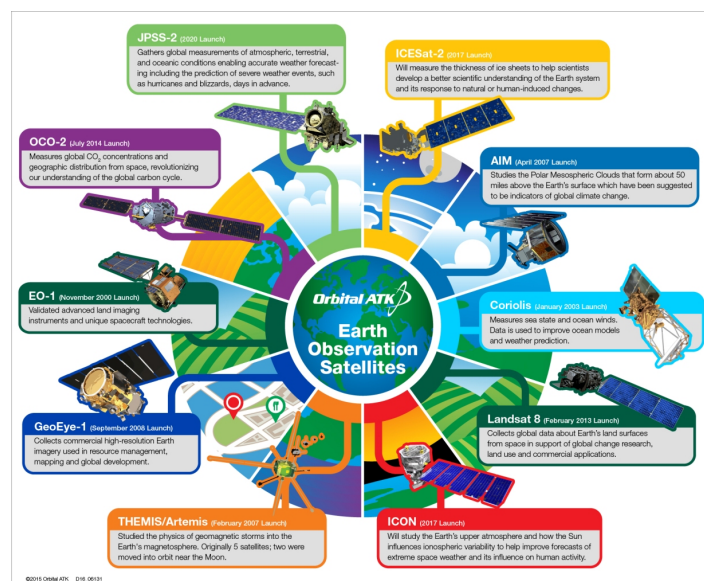 JPSS-2 (2020 Launch)
Gathers global measurements of atmospheric, terrestrial,
and oceanic conditions enabling accurate weather forecast-
ing including the prediction of severe weather events, such
as hurricanes and blizzards, days in advance.
ICESat-2 (2017 Launch)
Will measure the thickness of ice sheets to help scientists
develop a better scientific understanding of the Earth system
and its response to natural or human-induced changes.
OCO-2 (July 2014 Launch)
Measures global CO₂ concentrations and
geographic distribution from space, revolutionizing
our understanding of the global carbon cycle.
AIM (April 2007 Launch)
Studies the Polar Mesospheric Clouds that form about 50
miles above the Earth's surface which have been suggested
to be indicators of global climate change.
EO-1 (November 2000 Launch)
Validated advanced land imaging
instruments and unique spacecraft technologies.
Orbital ATK
Earth
Observation
Satellites
Coriolis (January 2003 Launch)
Measures sea state and ocean winds.
Data is used to improve ocean models
and weather prediction.
GeoEye-1 (September 2008 Launch)
Collects commercial high-resolution Earth
imagery used in resource management,
mapping and global development.
Landsat 8 (February 2013 Launch)
Collects global data about Earth's land surfaces
from space in support of global change research,
land use and commercial applications.
THEMIS/Artemis (February 2007 Launch)
Studied the physics of geomagnetic storms into the
Earth's magnetosphere. Originally 5 satellites; two were
moved into orbit near the Moon.
ICON (2017 Launch)
Will study the Earth's upper atmosphere and how the Sun
influences ionospheric variability to help improve forecasts of
extreme space weather and its influence on human activity.
©2015 Orbital ATK D16_06131